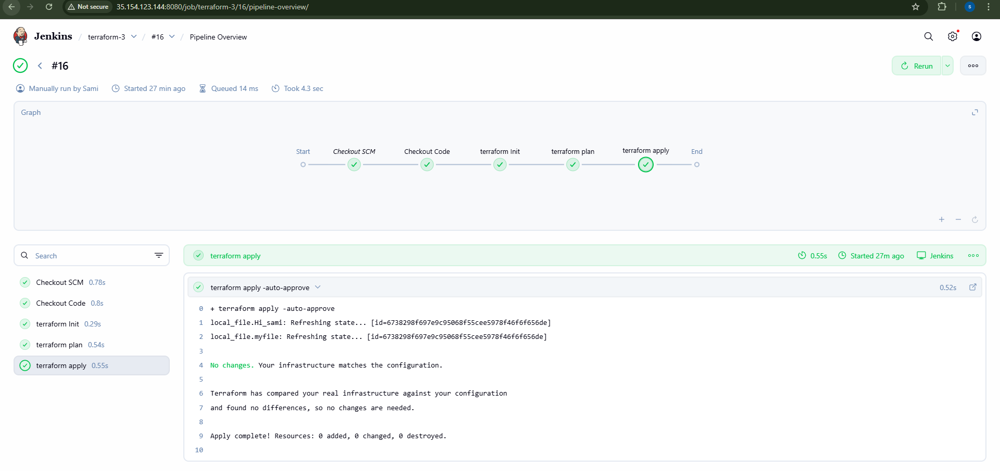 Not secure 35.154.123.144:8080/job/terraform-3/16/pipeline-overview/ S
Jenkins / terraform-3 / #16 / Pipeline Overview
#16 Rerun
Manually run by Sami Started 27 min ago Queued 14 ms Took 4.3 sec
Graph
Start Checkout SCM Checkout Code terraform Init terraform plan terraform apply End
Search
Checkout SCM 0.78s
Checkout Code 0.8s
terraform Init 0.29s
terraform plan 0.54s
terraform apply 0.55s
terraform apply 0.55s Started 27m ago Jenkins
terraform apply -auto-approve 0.52s
0 + terraform apply -auto-approve
1 local_file.Hi_sami: Refreshing state... [id=6738298f697e9c95068f55cee5978f46f6f656de]
2 local_file.myfile: Refreshing state... [id=6738298f697e9c95068f55cee5978f46f6f656de]
3
4 No changes. Your infrastructure matches the configuration.
5
6 Terraform has compared your real infrastructure against your configuration
7 and found no differences, so no changes are needed.
8
9 Apply complete! Resources: 0 added, 0 changed, 0 destroyed.
10